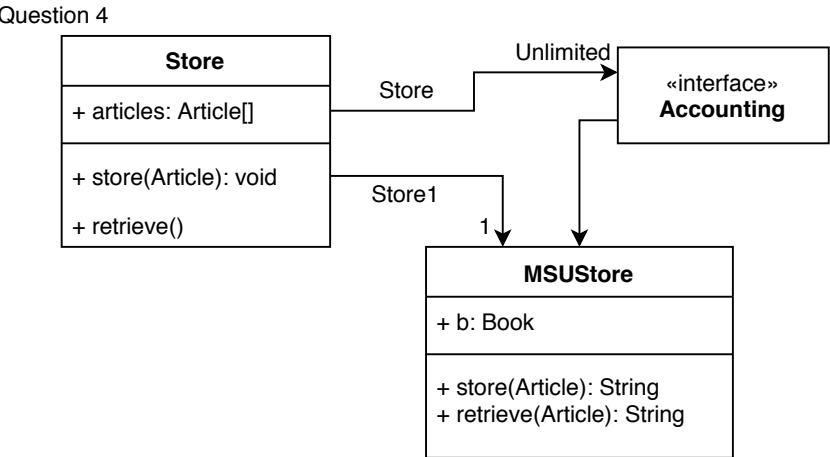 Question 4
Store
+ articles: Article[]
+ store(Article): void
+ retrieve()
Store
Unlimited
«interface»
Accounting
Store1
1
MSUStore
+ b: Book
+ store(Article): String
+ retrieve(Article): String